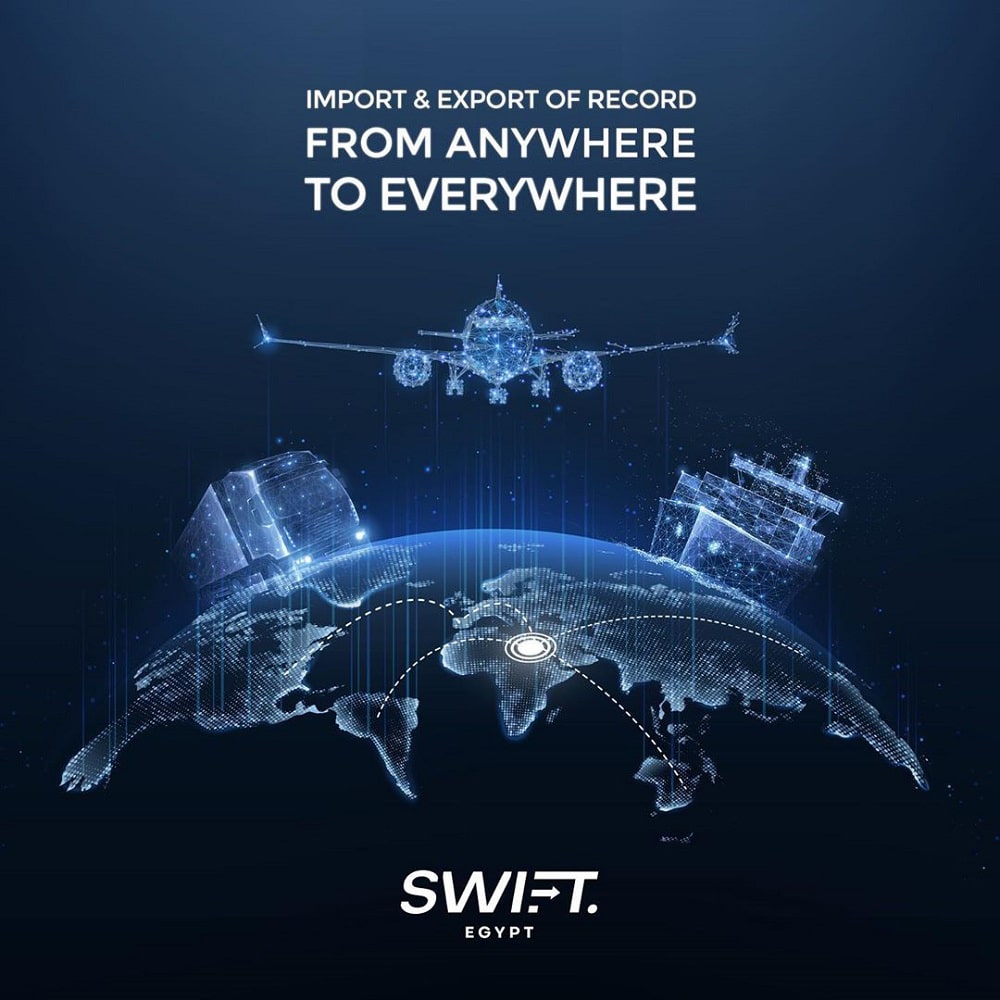 IMPORT & EXPORT OF RECORD
FROM ANYWHERE
TO EVERYWHERE
SWIFT.
EGYPT